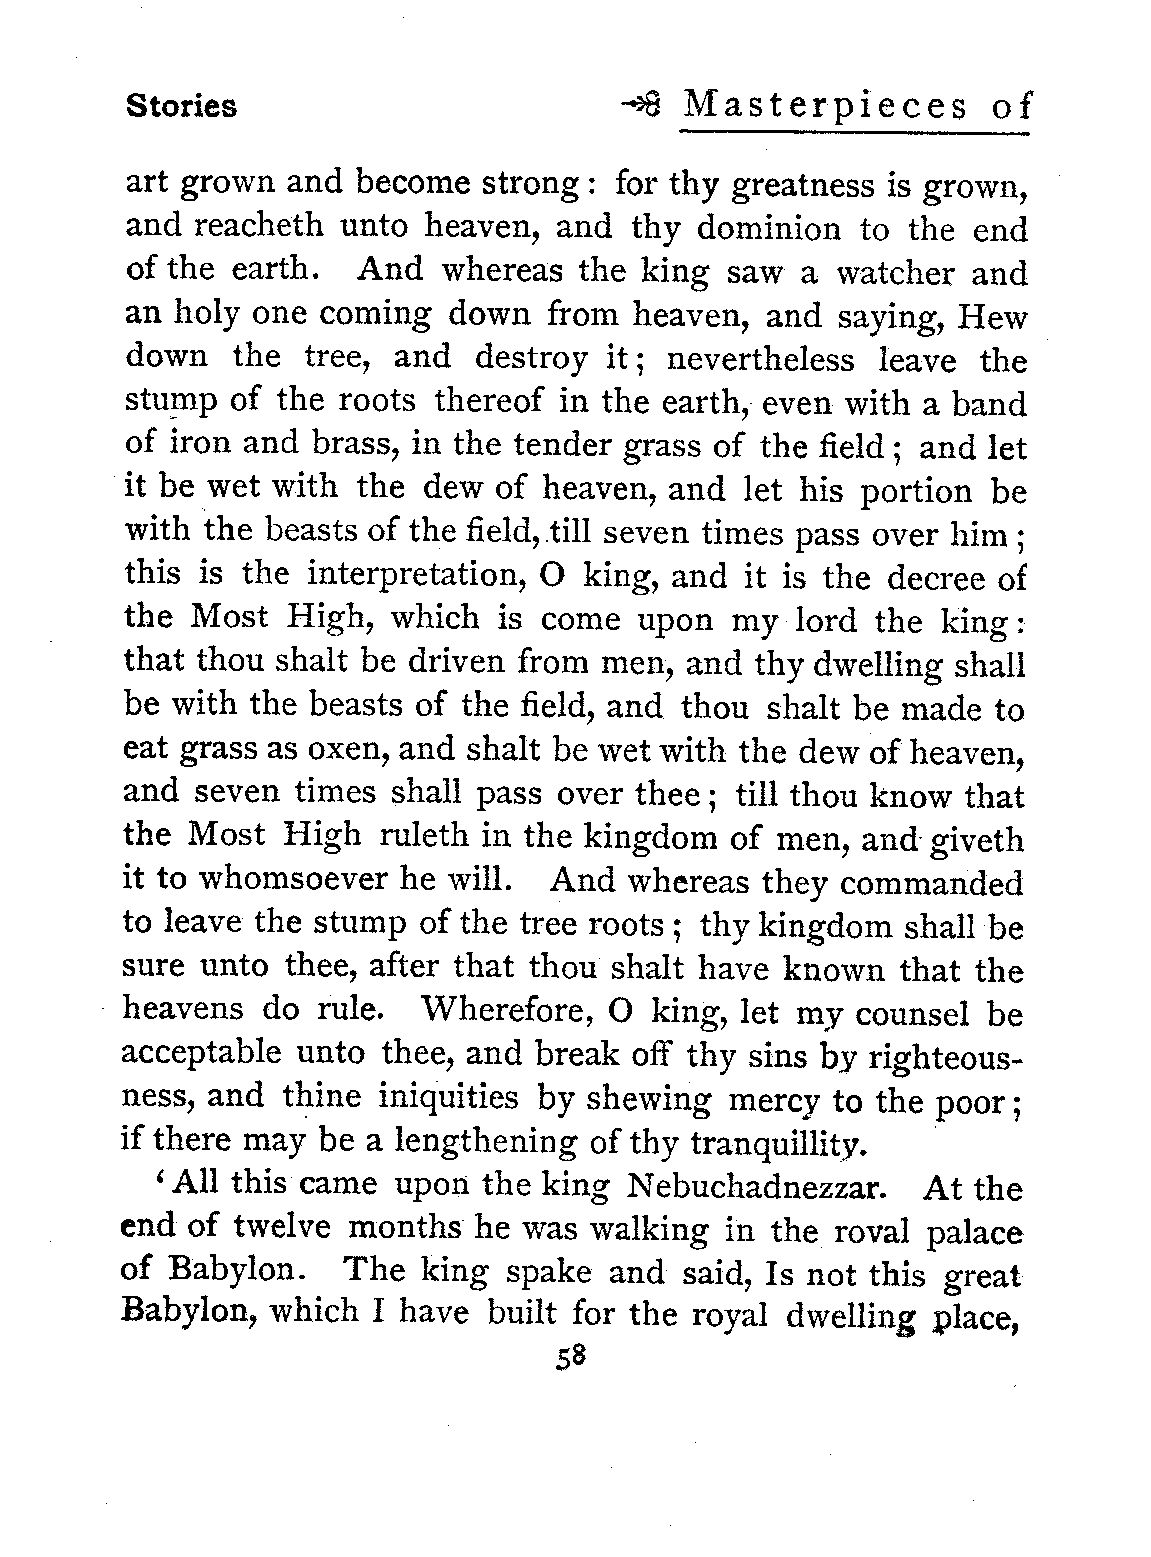 Stories Masterpieces of
art grown and become strong : for thy greatness is grown,
and reacheth unto heaven, and thy dominion to the end
of the earth. And whereas the king saw a watcher and
an holy one coming down from heaven, and saying, Hew
down the tree, and destroy it ; nevertheless leave the
stump of the roots thereof in the earth, even with a band
of iron and brass, in the tender grass of the field ; and let
it be wet with the dew of heaven, and let his portion be
with the beasts of the field, till seven times pass over him ;
this is the interpretation, O king, and it is the decree of
the Most High, which is come upon my lord the king :
that thou shalt be driven from men, and thy dwelling shall
be with the beasts of the field, and thou shalt be made to
eat grass as oxen, and shalt be wet with the dew of heaven,
and seven times shall pass over thee ; till thou know that
the Most High ruleth in the kingdom of men, and giveth
it to whomsoever he will. And whereas they commanded
to leave the stump of the tree roots ; thy kingdom shall be
sure unto thee, after that thou shalt have known that the
heavens do rule. Wherefore, O king, let my counsel be
acceptable unto thee, and break off thy sins by righteous-
ness, and thine iniquities by shewing mercy to the poor ;
if there may be a lengthening of thy tranquillity.
‘ All this came upon the king Nebuchadnezzar. At the
end of twelve months he was walking in the roval palace
of Babylon. The king spake and said, Is not this great
Babylon, which I have built for the royal dwelling place,
58